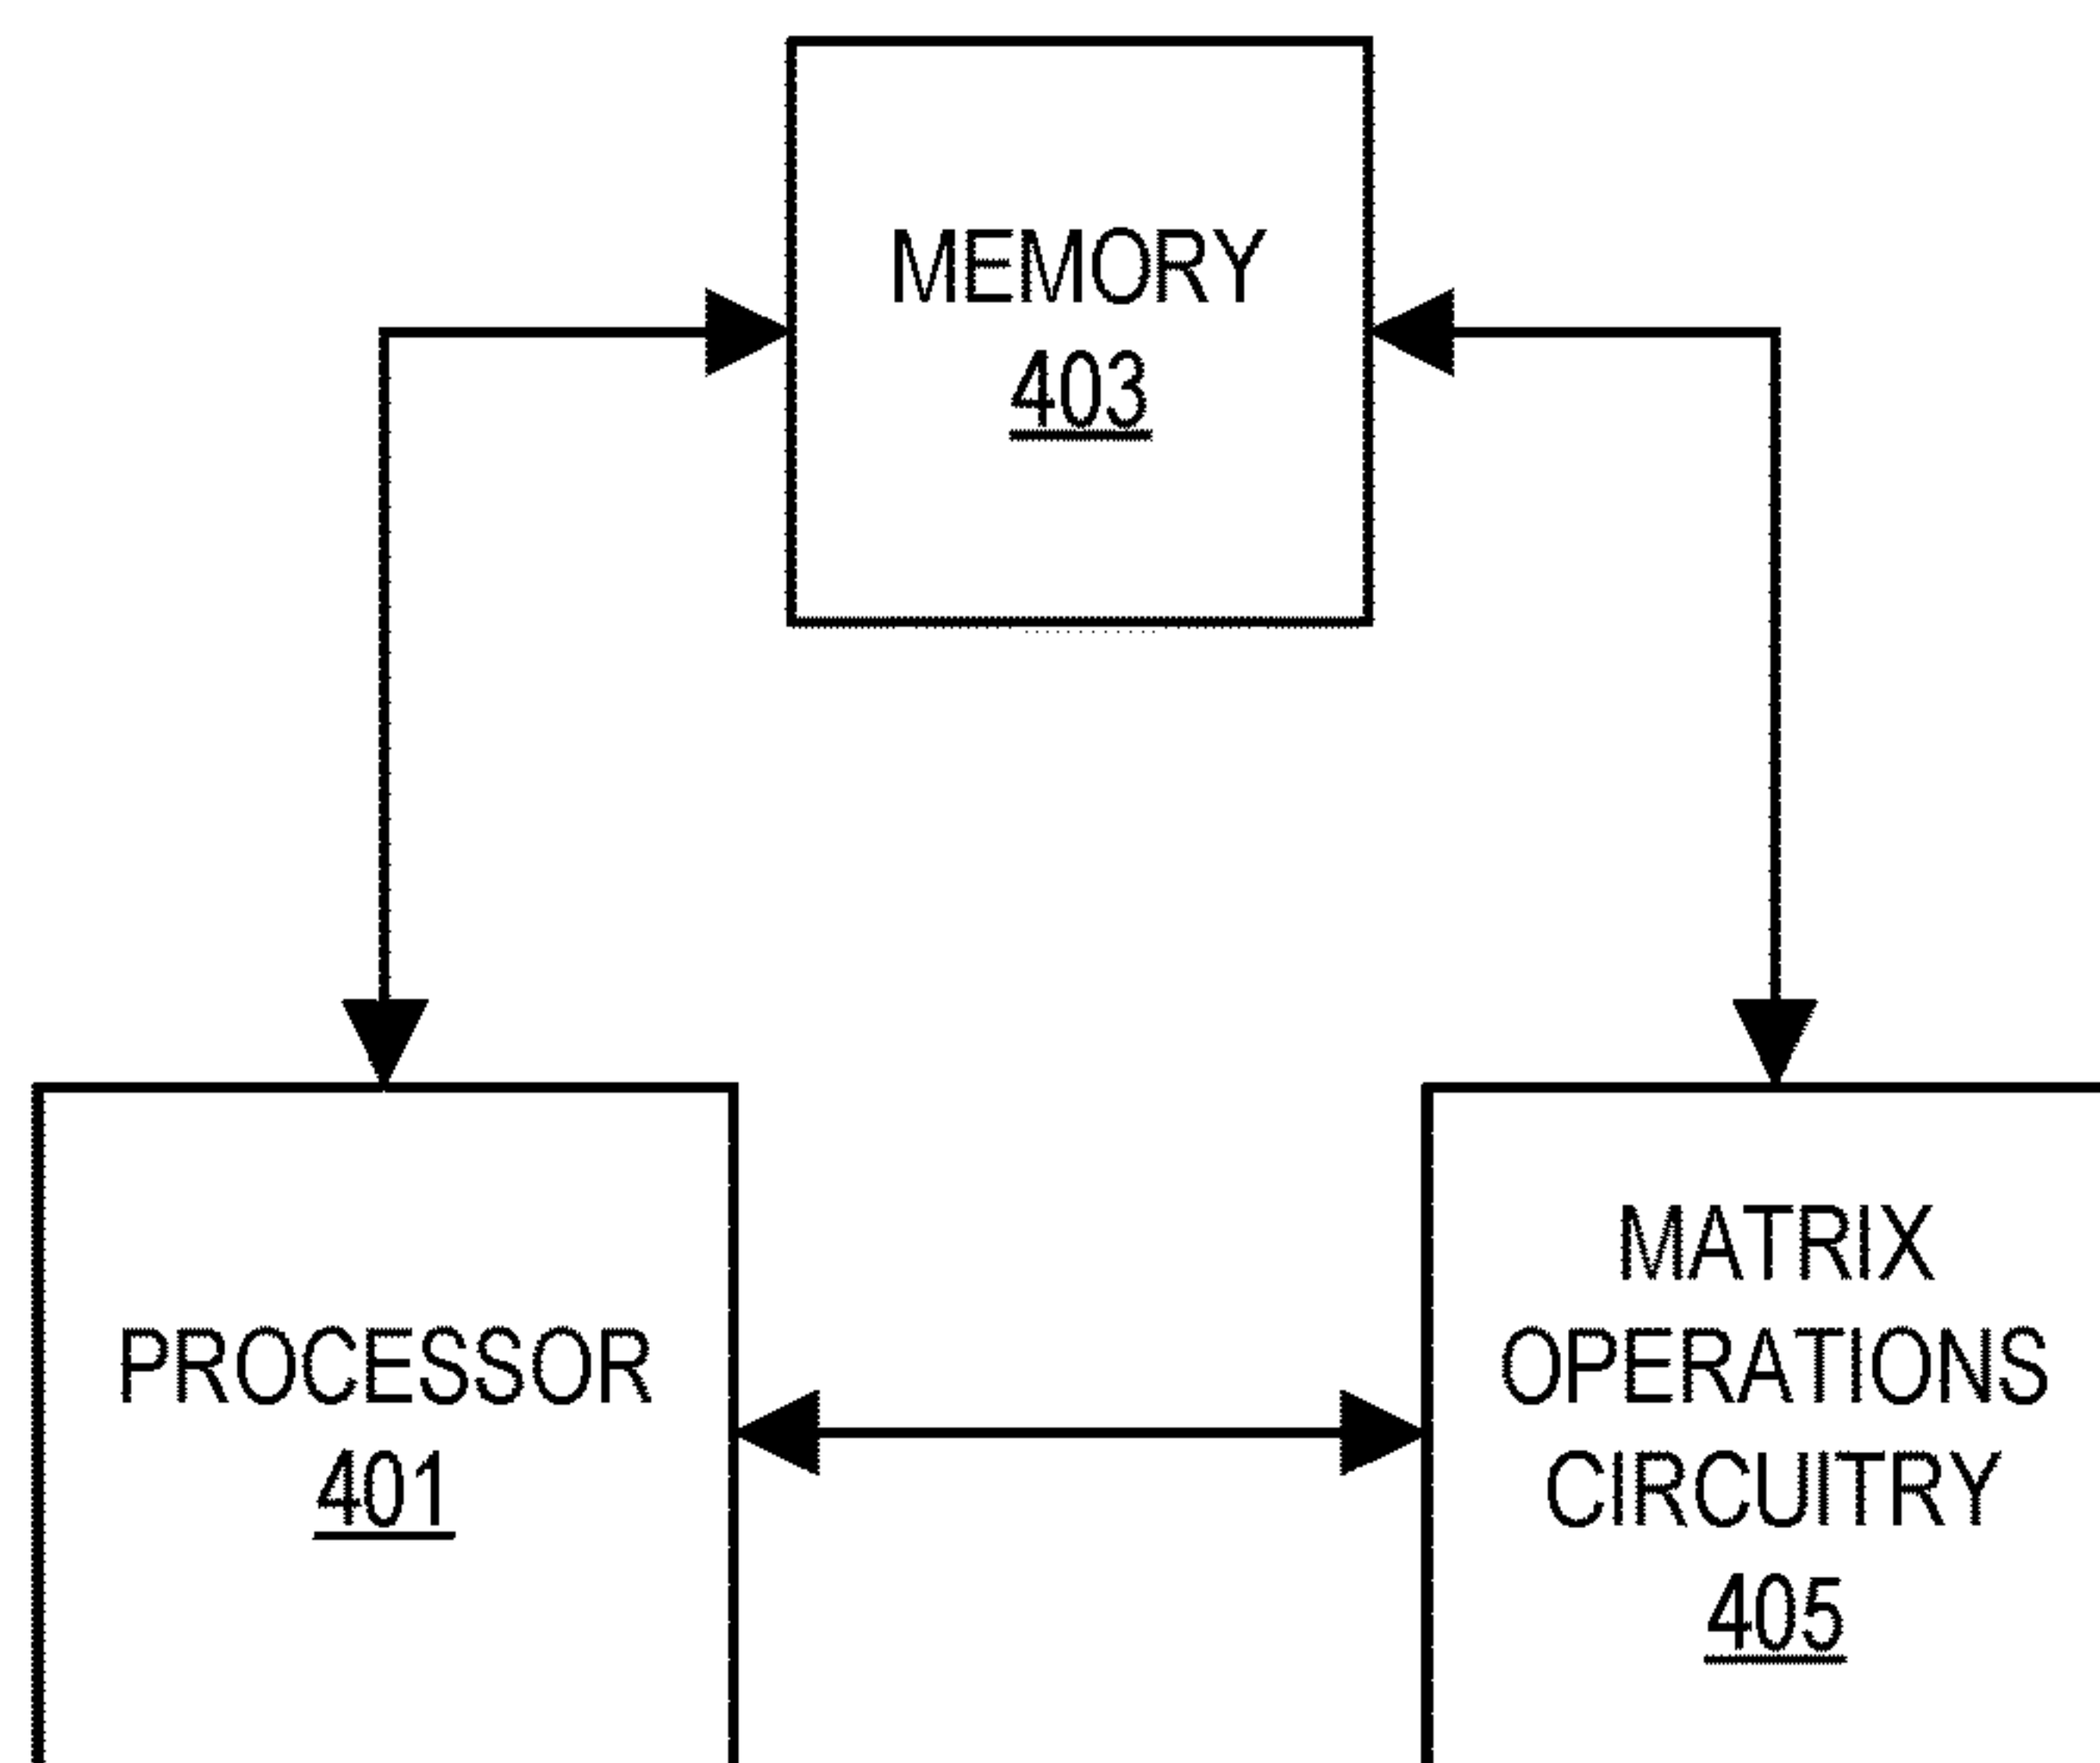 MEMORY
403
PROCESSOR
401
MATRIX
OPERATIONS
CIRCUITRY
405